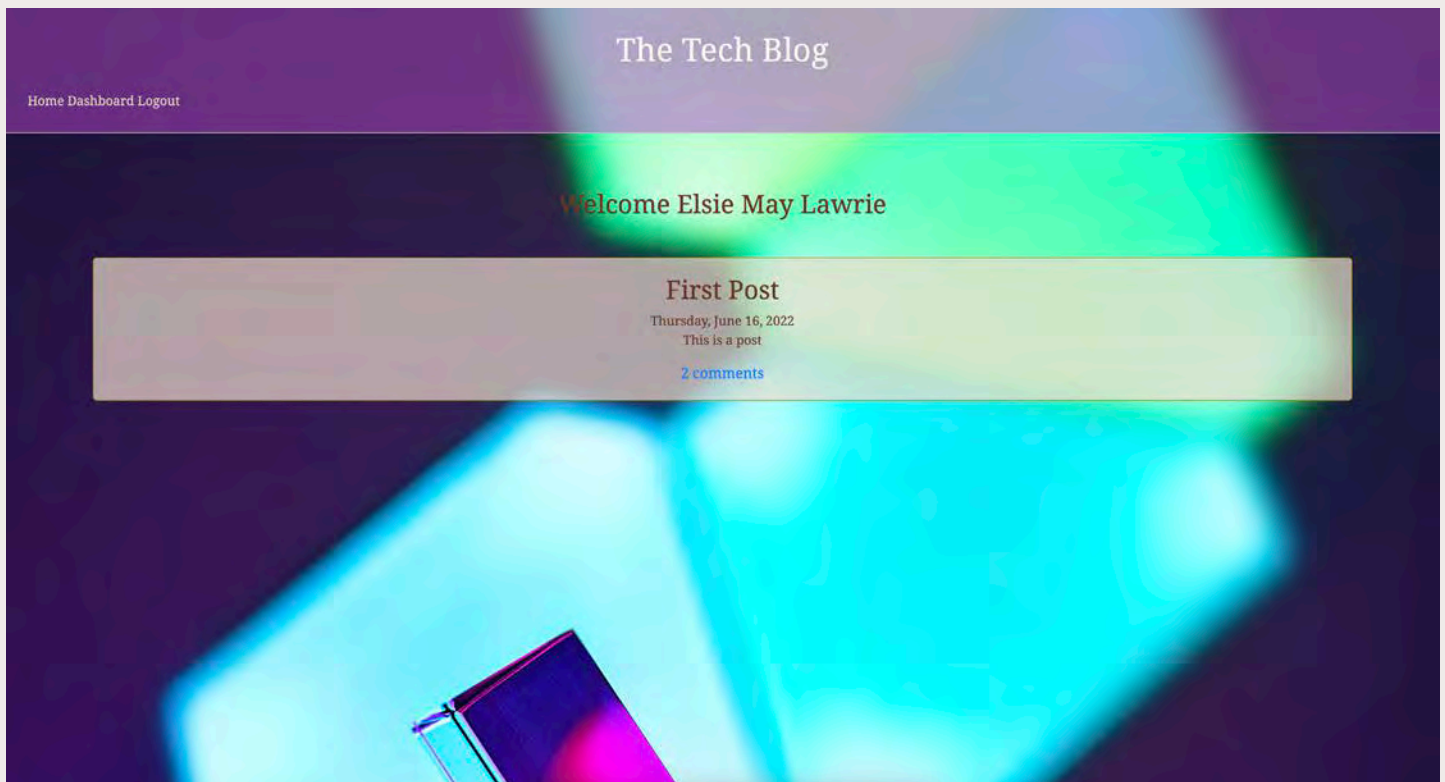 The Tech Blog
Home Dashboard Logout
Welcome Elsie May Lawrie
First Post
Thursday, June 16, 2022
This is a post
2 comments